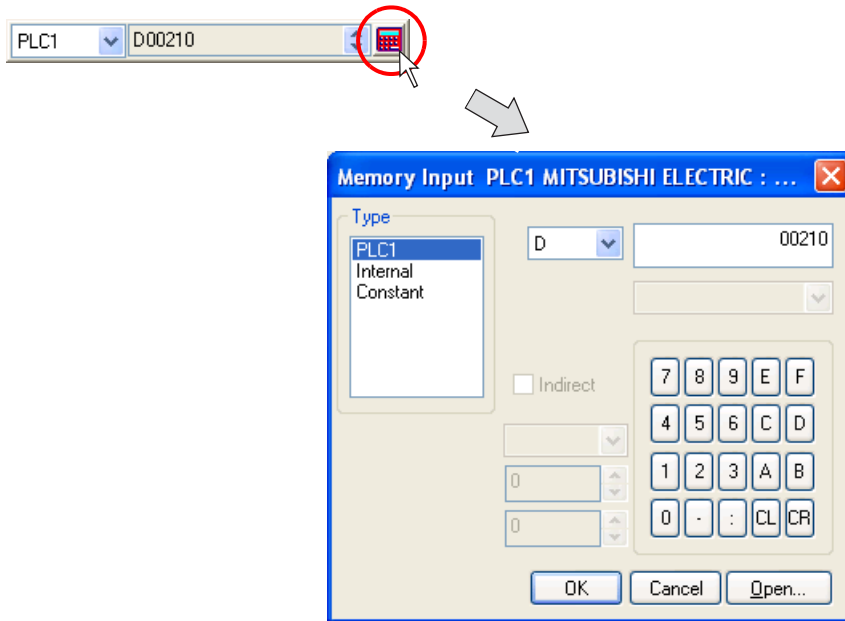 PLC1 D00210
Memory Input PLC1 MITSUBISHI ELECTRIC : ...
Type
PLC1
Internal
Constant
D 00210
Indirect
7 8 9 E F
4 5 6 C D
1 2 3 A B
0 - : CL CR
0
0
OK Cancel Open...